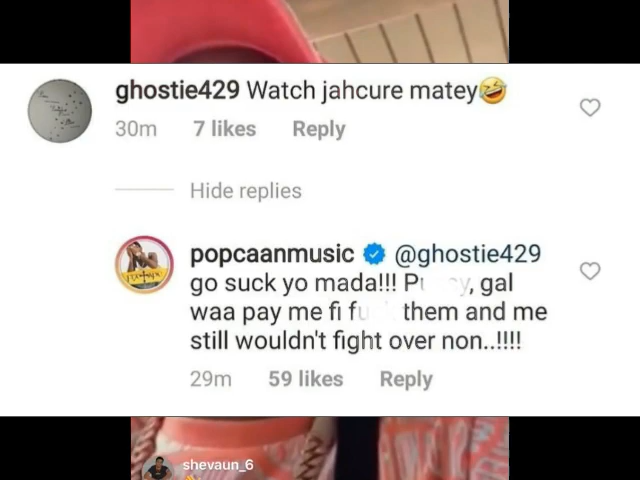 ghostie429 Watch jahcure matey🤣
30m 7 likes Reply
Hide replies
popcaanmusic @ghostie429
go suck yo mada!!! P y, gal
waa pay me fi fu them and me
still wouldn't fight over non..!!!!
29m 59 likes Reply
shevaun_6